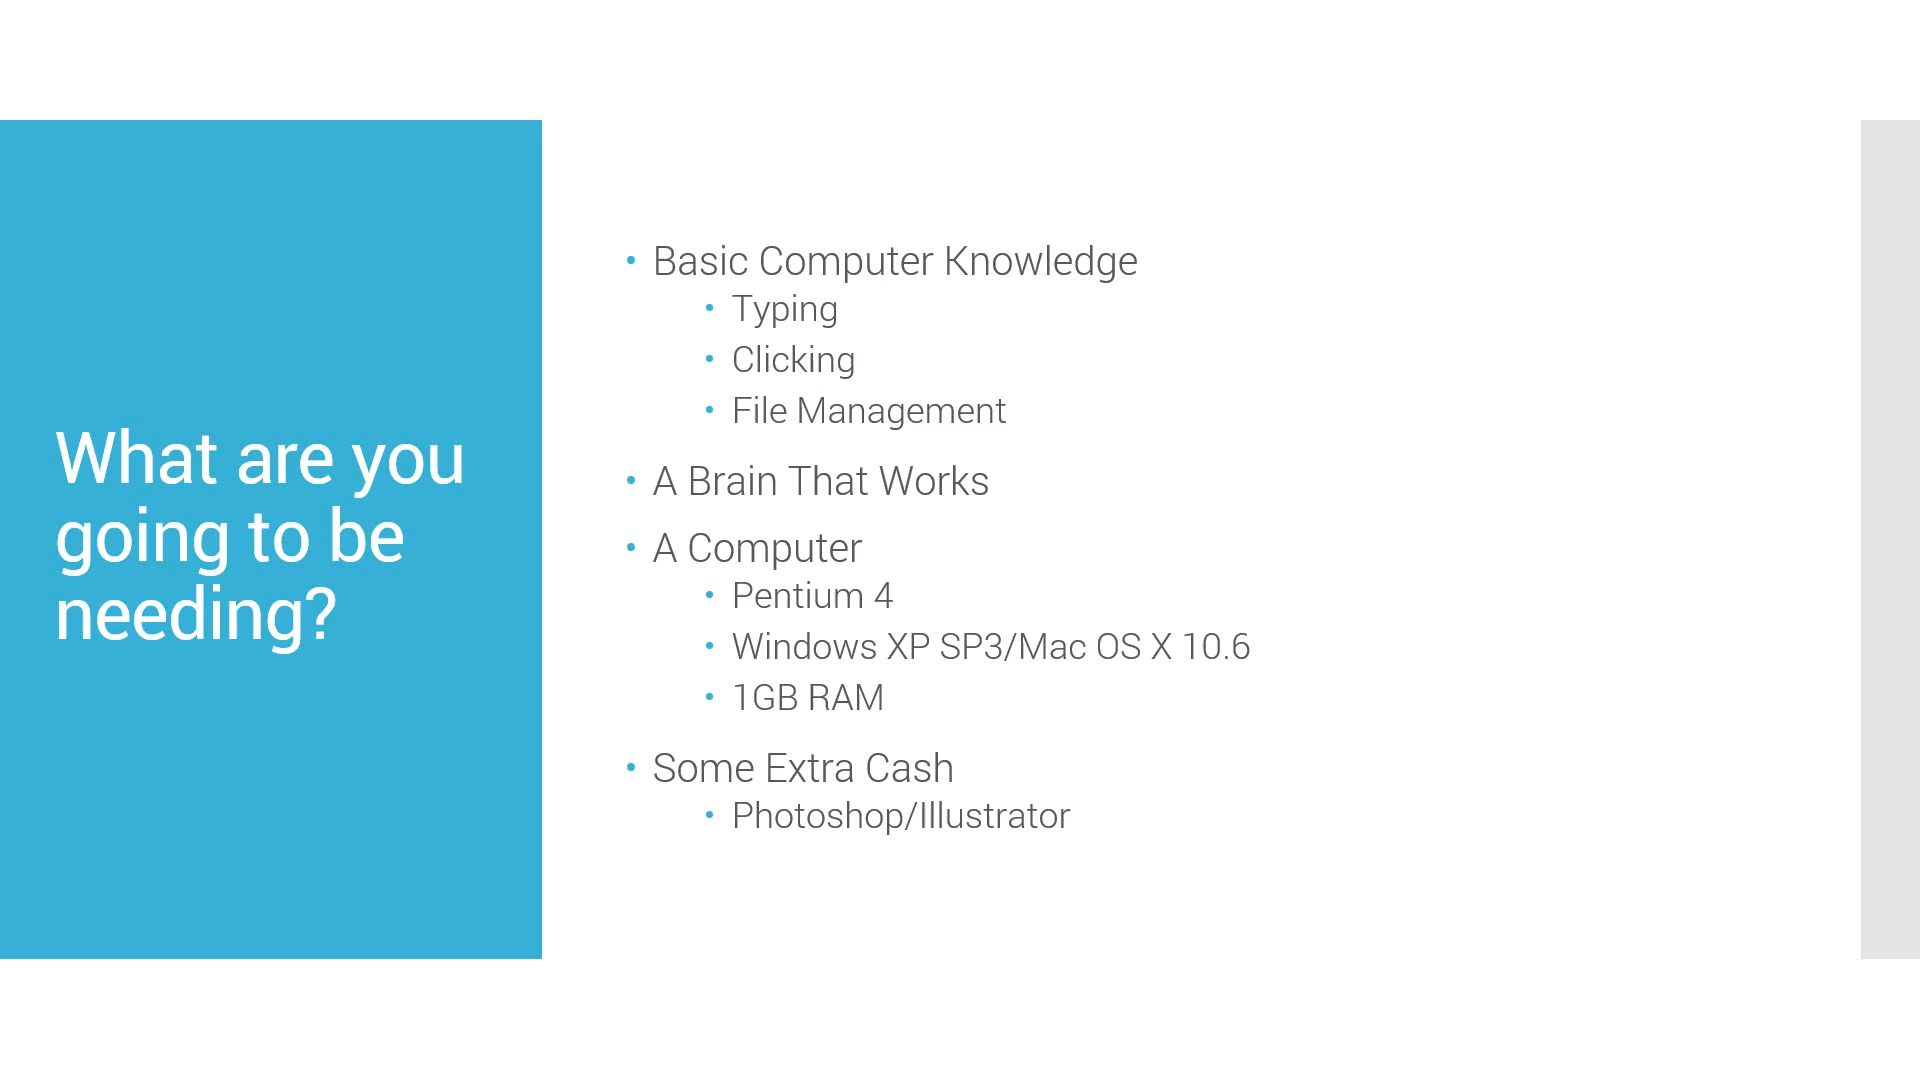 What are you
going to be
needing?
• Basic Computer Knowledge
• Typing
• Clicking
• File Management
• A Brain That Works
• A Computer
• Pentium 4
• Windows XP SP3/Mac OS X 10.6
• 1GB RAM
• Some Extra Cash
• Photoshop/Illustrator